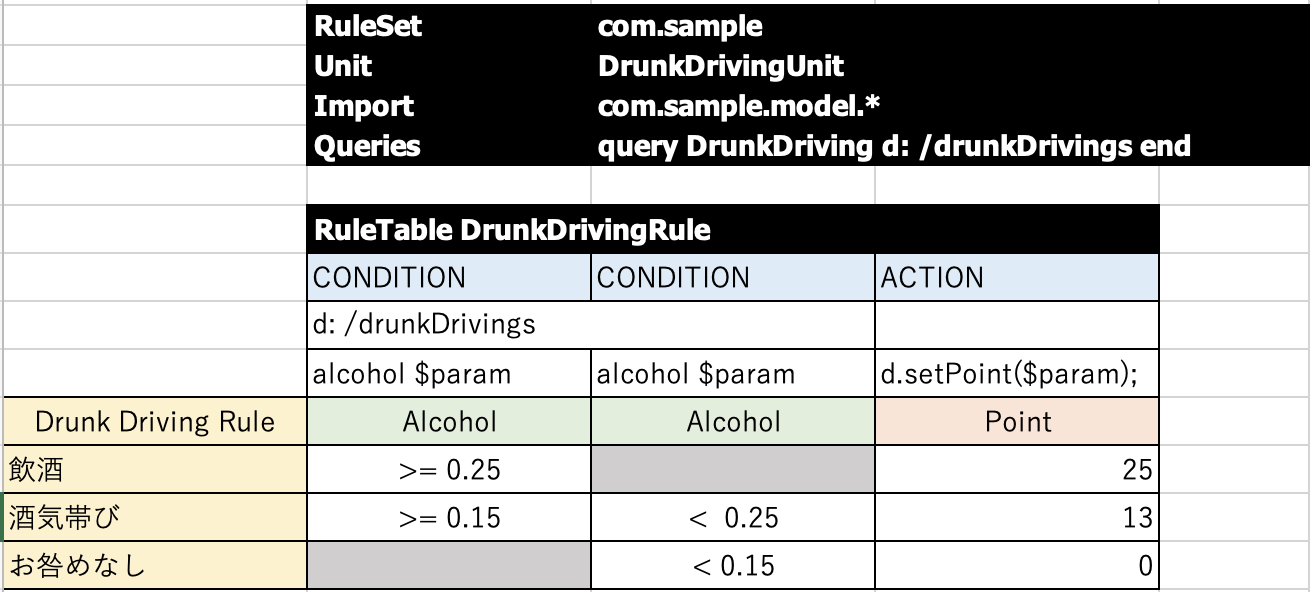 RuleSet com.sample
Unit DrunkDrivingUnit
Import com.sample.model.*
Queries query DrunkDriving d: /drunkDrivings end
RuleTable DrunkDrivingRule
CONDITION CONDITION ACTION
d: /drunkDrivings
alcohol $param alcohol $param d.setPoint($param);
Drunk Driving Rule Alcohol Alcohol Point
飲酒 >= 0.25 25
酒気帯び >= 0.15 < 0.25 13
お咎めなし < 0.15 0